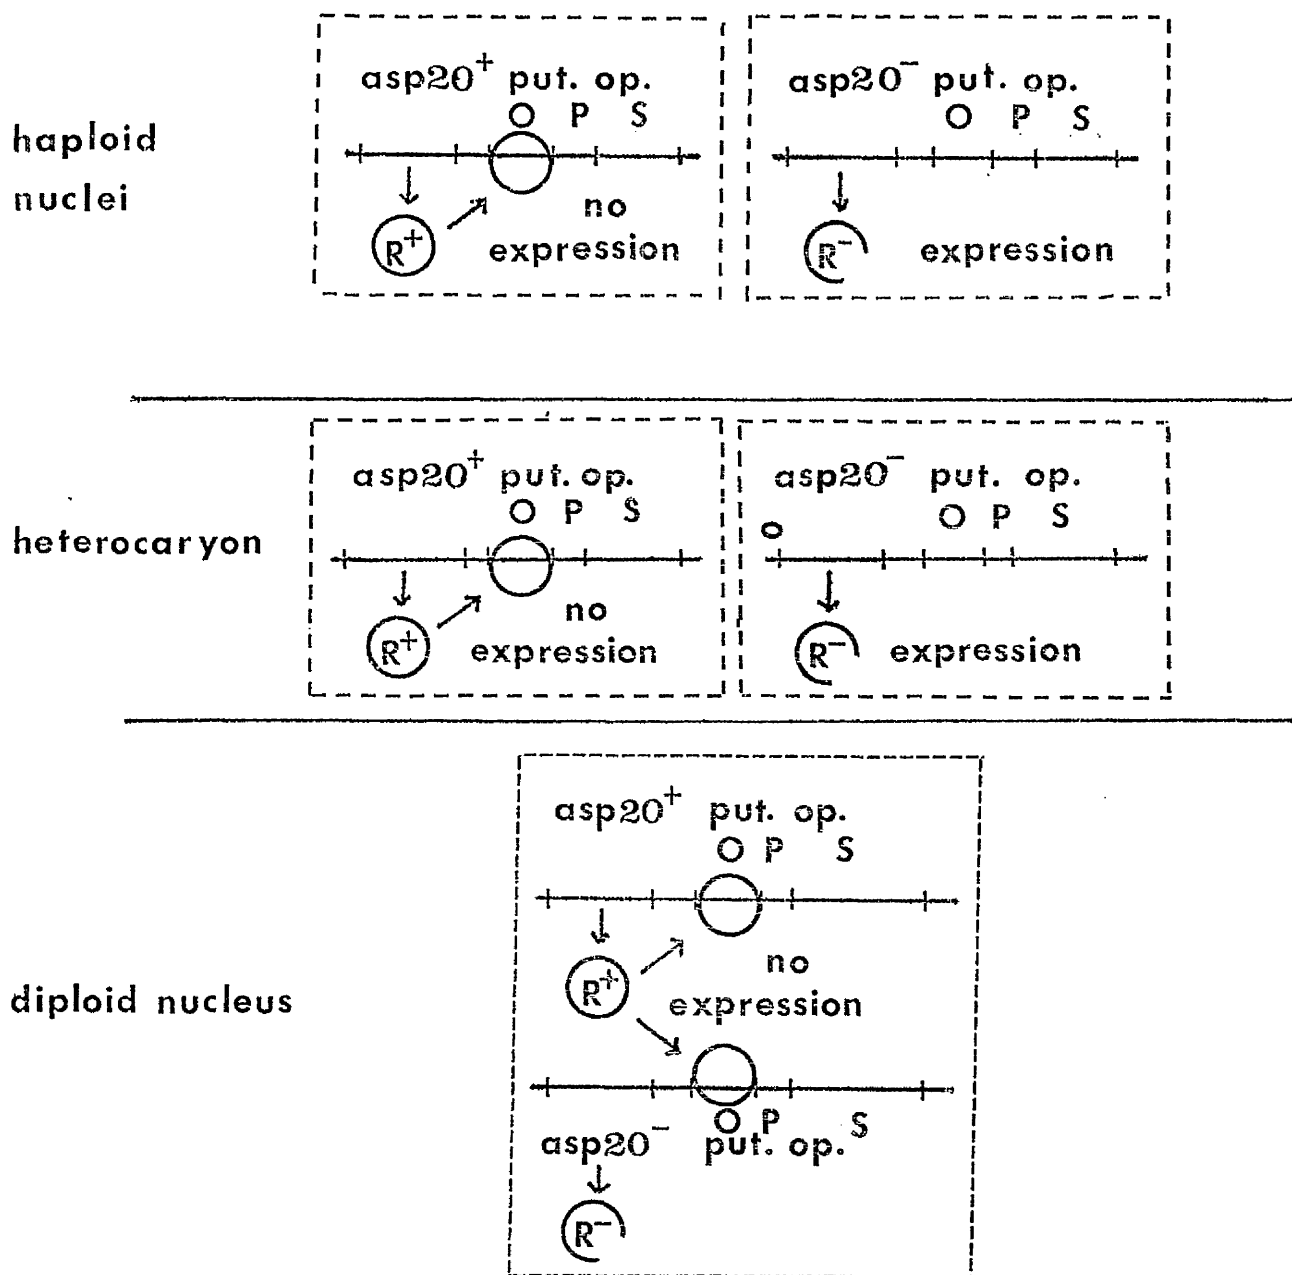 haploid
nuclei
asp20⁺ put. op.
O P S
R⁺
no
expression
asp20⁻ put. op.
O P S
R⁻
expression
heterocaryon
asp20⁺ put. op.
O P S
R⁺
no
expression
asp20⁻ put. op.
O P S
R⁻
expression
diploid nucleus
asp20⁺ put. op.
O P S
R⁺
no
expression
O P S
asp20⁻ put. op.
R⁻